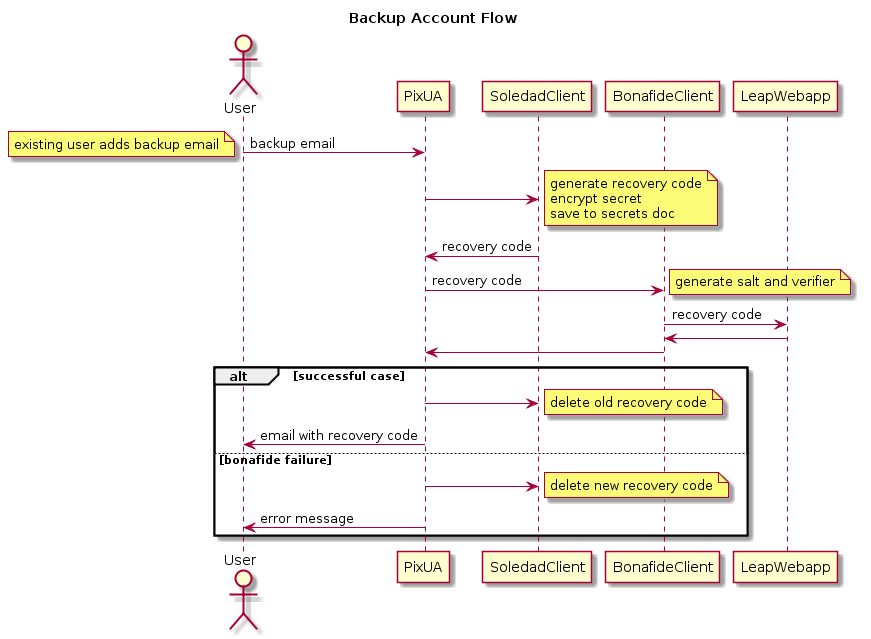 Backup Account Flow
User
PixUA
SoledadClient
BonafideClient
LeapWebapp
existing user adds backup email
backup email
generate recovery code
encrypt secret
save to secrets doc
recovery code
recovery code
generate salt and verifier
recovery code
alt
[successful case]
delete old recovery code
email with recovery code
[bonafide failure]
delete new recovery code
error message
User
PixUA
SoledadClient
BonafideClient
LeapWebapp